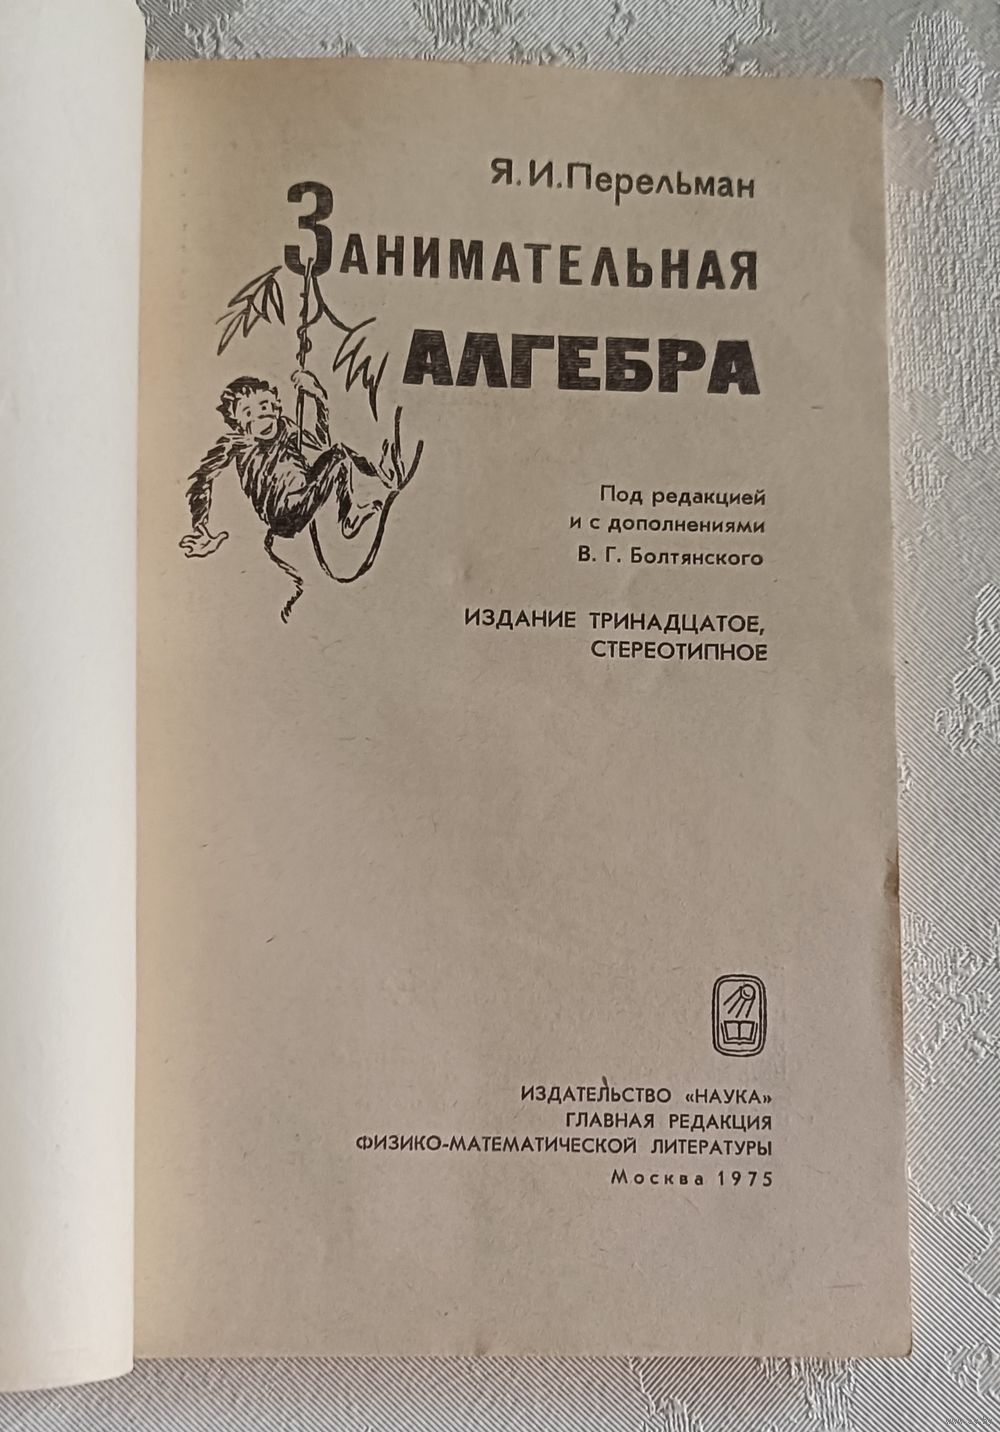 Я. И. Перельман
ЗАНИМАТЕЛЬНАЯ
АЛГЕБРА
Под редакцией
и с дополнениями
В. Г. Болтянского
ИЗДАНИЕ ТРИНАДЦАТОЕ,
СТЕРЕОТИПНОЕ
ИЗДАТЕЛЬСТВО «НАУКА»
ГЛАВНАЯ РЕДАКЦИЯ
ФИЗИКО-МАТЕМАТИЧЕСКОЙ ЛИТЕРАТУРЫ
Москва 1975